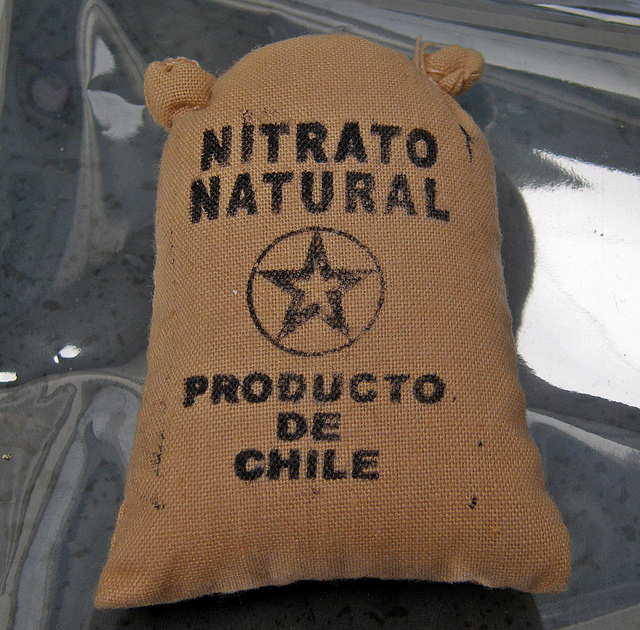 NITRATO
NATURAL
PRODUCTO
DE
CHILE